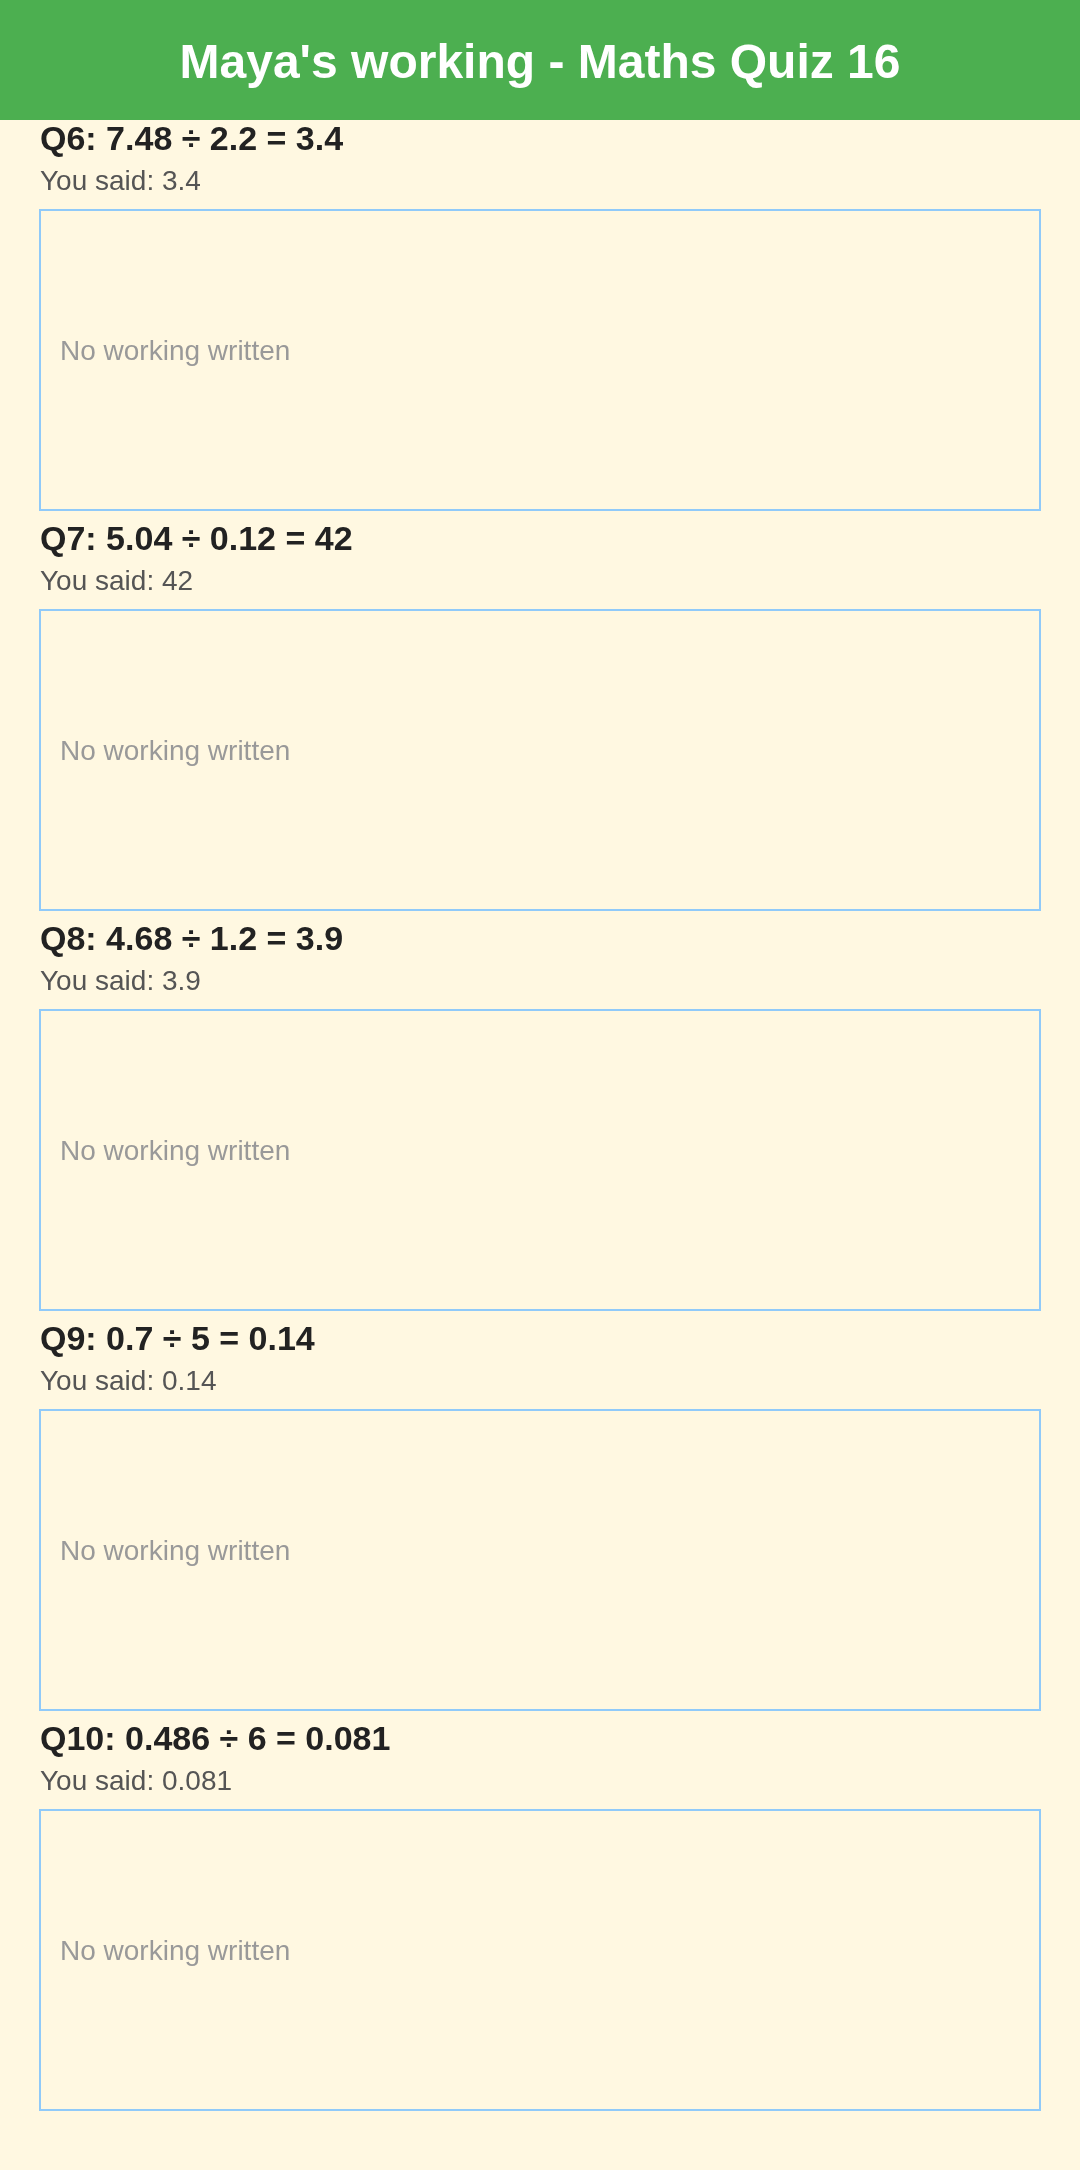 Maya's working - Maths Quiz 16
Q6: 7.48 ÷ 2.2 = 3.4
You said: 3.4
No working written
Q7: 5.04 ÷ 0.12 = 42
You said: 42
No working written
Q8: 4.68 ÷ 1.2 = 3.9
You said: 3.9
No working written
Q9: 0.7 ÷ 5 = 0.14
You said: 0.14
No working written
Q10: 0.486 ÷ 6 = 0.081
You said: 0.081
No working written